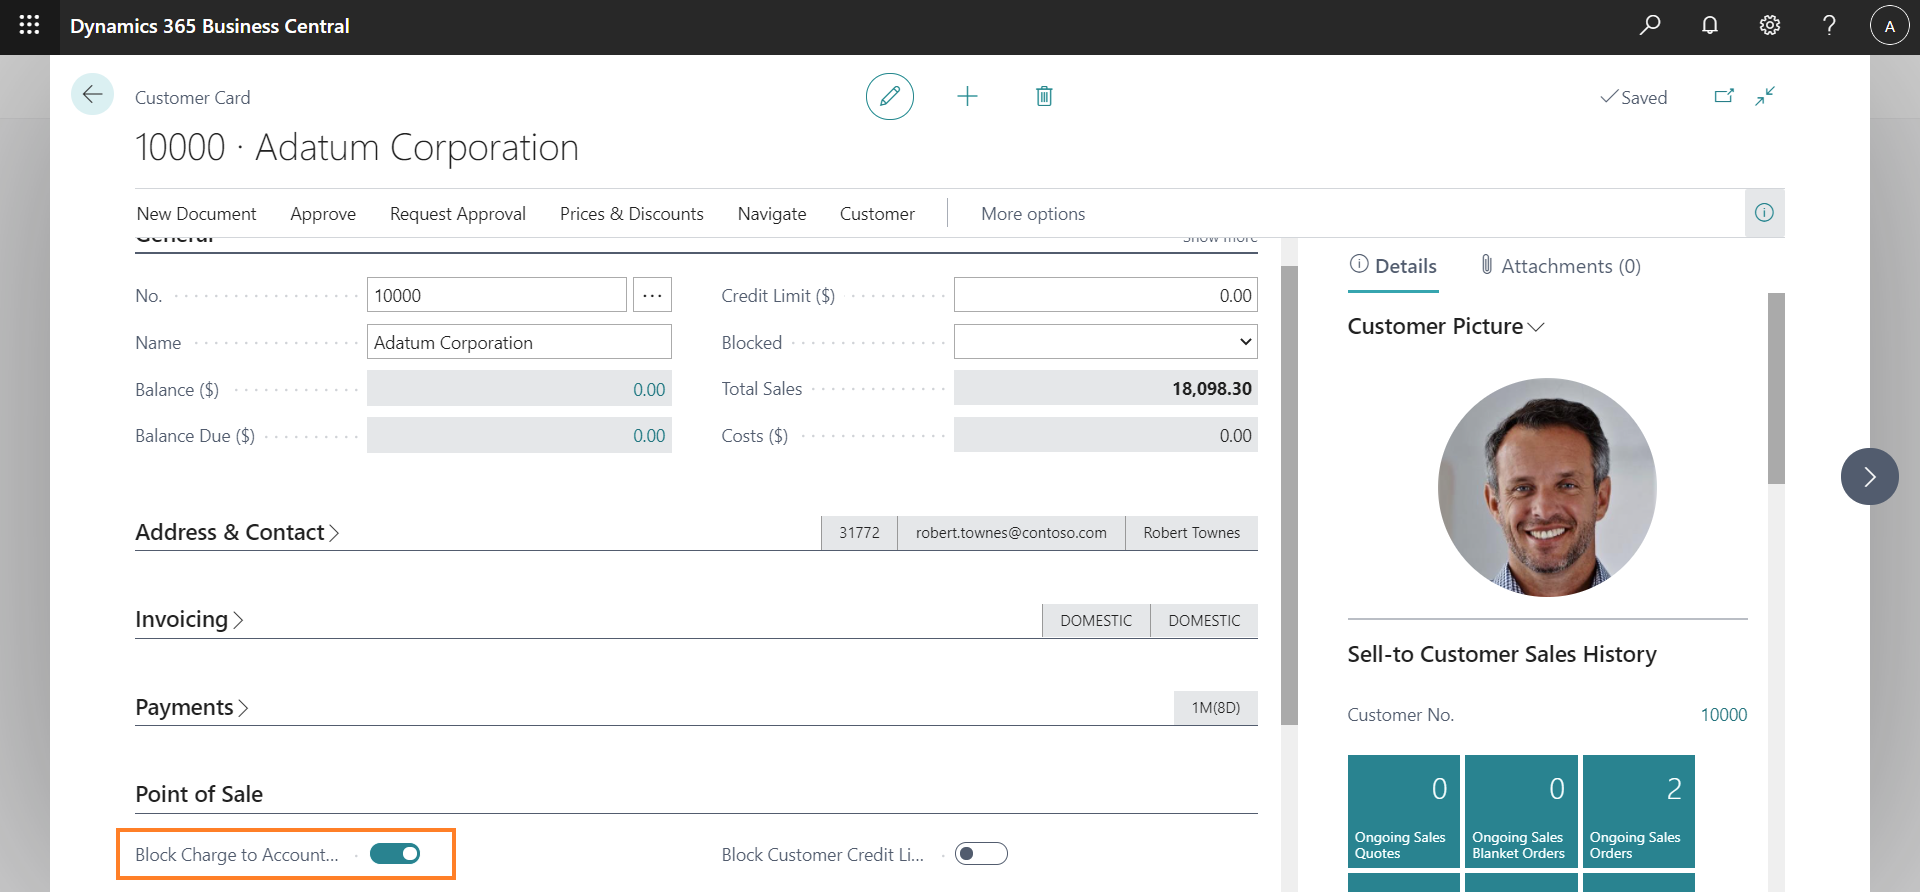 Dynamics 365 Business Central
A
Customer Card
Saved
10000 · Adatum Corporation
New Document Approve Request Approval Prices & Discounts Navigate Customer More options
General Show more
No. 10000 ...
Name Adatum Corporation
Balance ($) 0.00
Balance Due ($) 0.00
Credit Limit ($) 0.00
Blocked
Total Sales 18,098.30
Costs ($) 0.00
Address & Contact 31772 robert.townes@contoso.com Robert Townes
Invoicing DOMESTIC DOMESTIC
Payments 1M(8D)
Point of Sale
Block Charge to Account...
Block Customer Credit Li...
Details Attachments (0)
Customer Picture
Sell-to Customer Sales History
Customer No. 10000
0
Ongoing Sales
Quotes
0
Ongoing Sales
Blanket Orders
2
Ongoing Sales
Orders